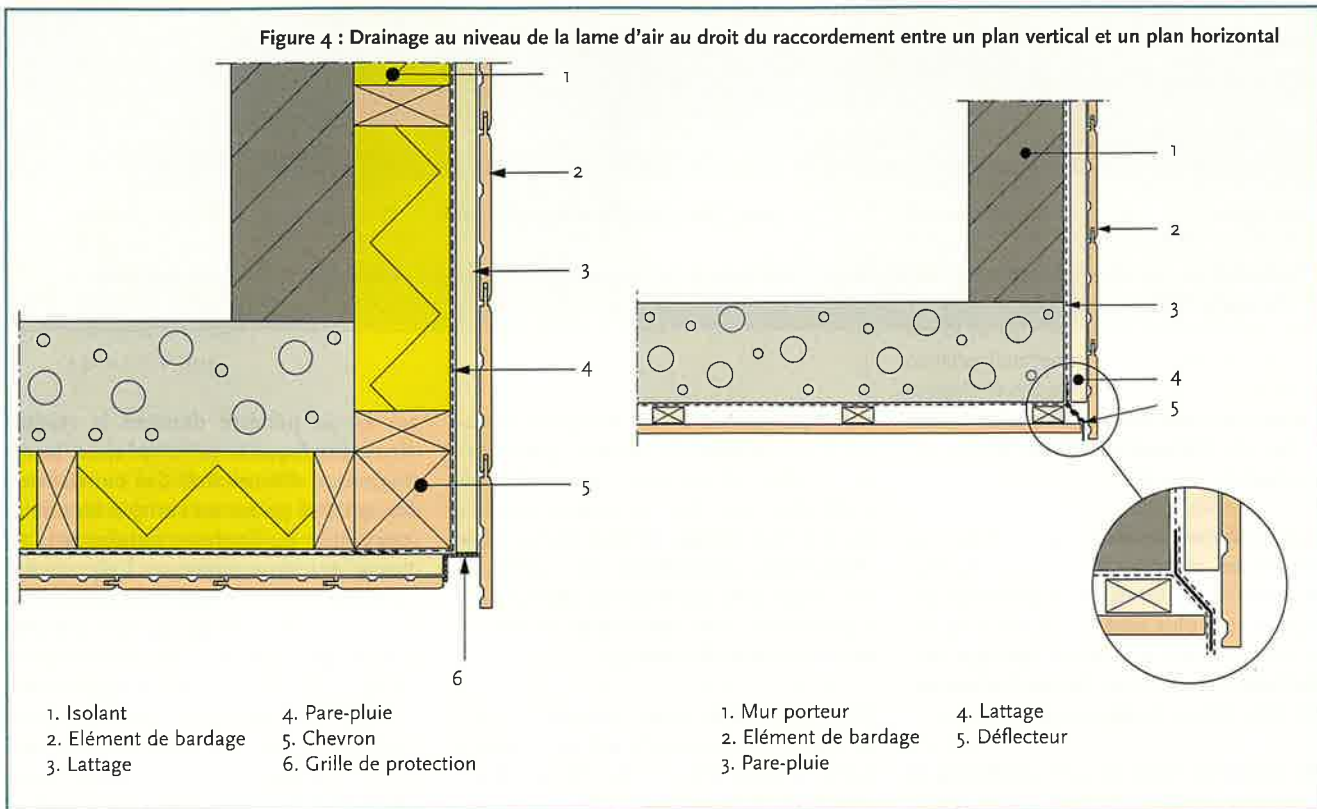 Figure 4 : Drainage au niveau de la lame d'air au droit du raccordement entre un plan vertical et un plan horizontal
1
2
3
4
5
6
1
2
3
4
5
1. Isolant
2. Elément de bardage
3. Lattage
4. Pare-pluie
5. Chevron
6. Grille de protection
1. Mur porteur
2. Elément de bardage
3. Pare-pluie
4. Lattage
5. Déflecteur